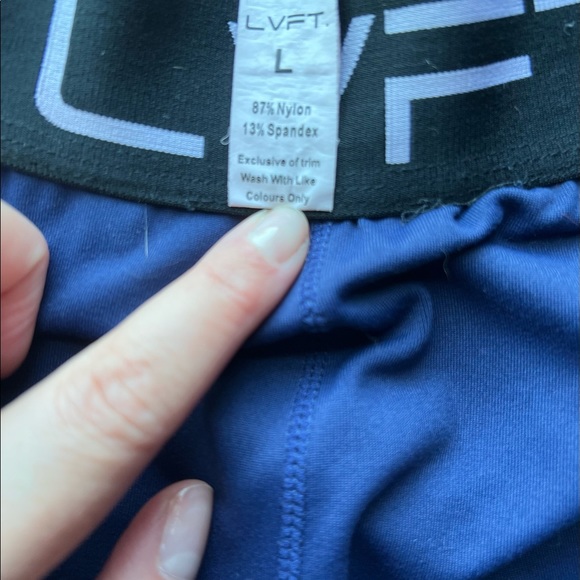 LVFT.
L
87% Nylon
13% Spandex
Exclusive of trim
Wash With Like
Colours Only